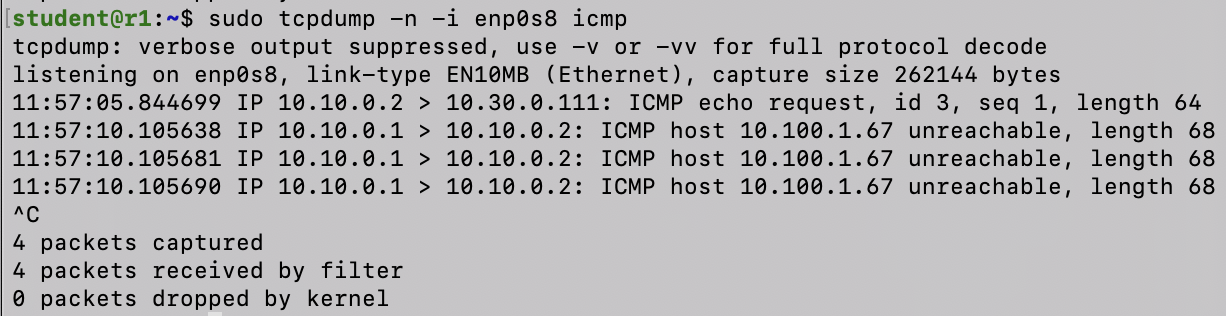 [student@r1:~$ sudo tcpdump -n -i enp0s8 icmp
tcpdump: verbose output suppressed, use -v or -vv for full protocol decode
listening on enp0s8, link-type EN10MB (Ethernet), capture size 262144 bytes
11:57:05.844699 IP 10.10.0.2 > 10.30.0.111: ICMP echo request, id 3, seq 1, length 64
11:57:10.105638 IP 10.10.0.1 > 10.10.0.2: ICMP host 10.100.1.67 unreachable, length 68
11:57:10.105681 IP 10.10.0.1 > 10.10.0.2: ICMP host 10.100.1.67 unreachable, length 68
11:57:10.105690 IP 10.10.0.1 > 10.10.0.2: ICMP host 10.100.1.67 unreachable, length 68
^C
4 packets captured
4 packets received by filter
0 packets dropped by kernel